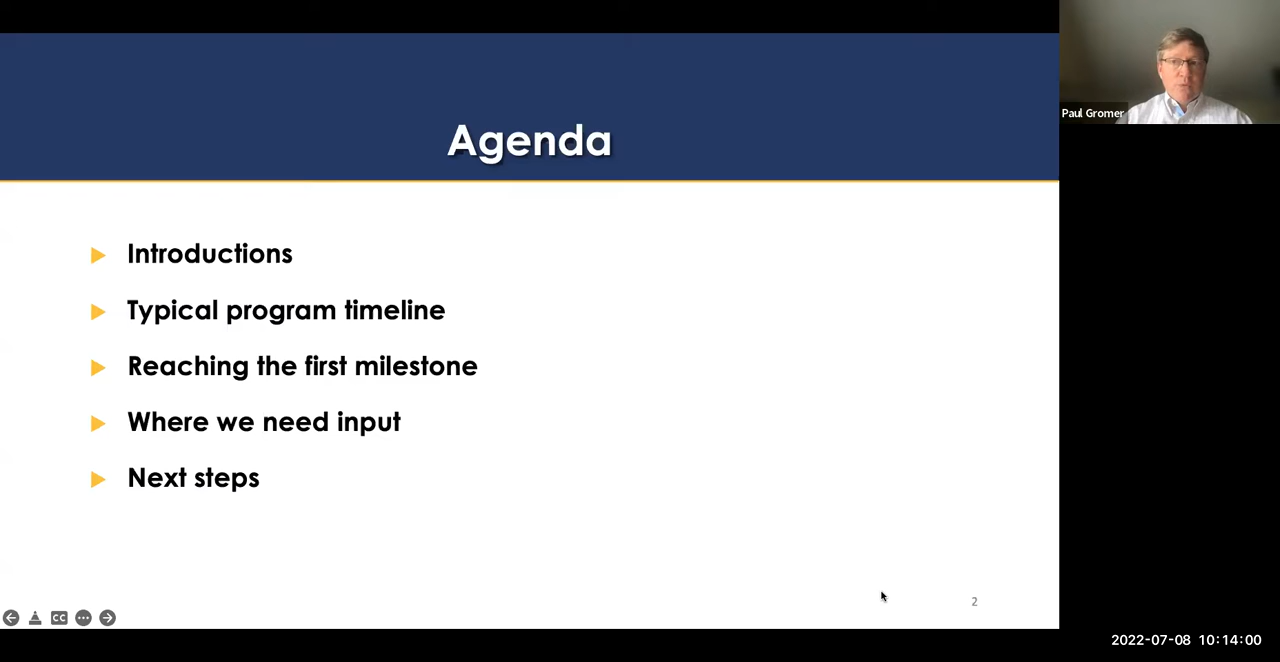 Agenda
Introductions
Typical program timeline
Reaching the first milestone
Where we need input
Next steps
2
CC
Paul Gromer
2022-07-08 10:14:00